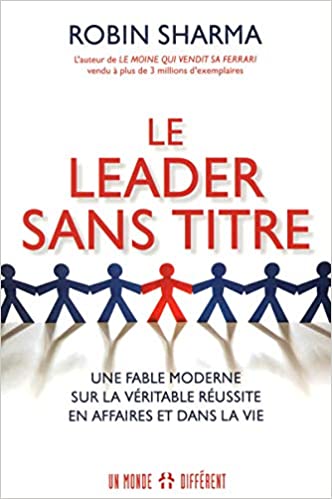 ROBIN SHARMA
L'auteur de LE MOINE QUI VENDIT SA FERRARI
vendu à plus de 3 millions d'exemplaires
LE
LEADER
SANS TITRE
UNE FABLE MODERNE
SUR LA VÉRITABLE RÉUSSITE
EN AFFAIRES ET DANS LA VIE
UN MONDE DIFFÉRENT